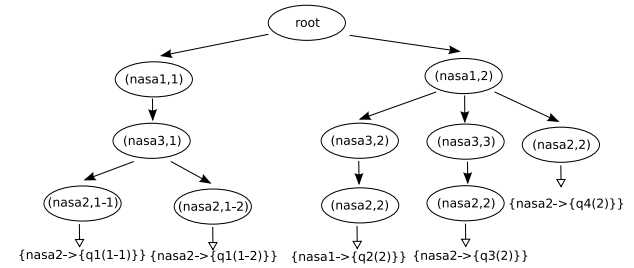 root
(nasa1,1)
(nasa1,2)
(nasa3,1)
(nasa3,2)
(nasa3,3)
(nasa2,2)
(nasa2,1-1)
(nasa2,1-2)
(nasa2,2)
(nasa2,2)
{nasa2->{q4(2)}}
{nasa2->{q1(1-1)}}
{nasa2->{q1(1-2)}}
{nasa1->{q2(2)}}
{nasa2->{q3(2)}}